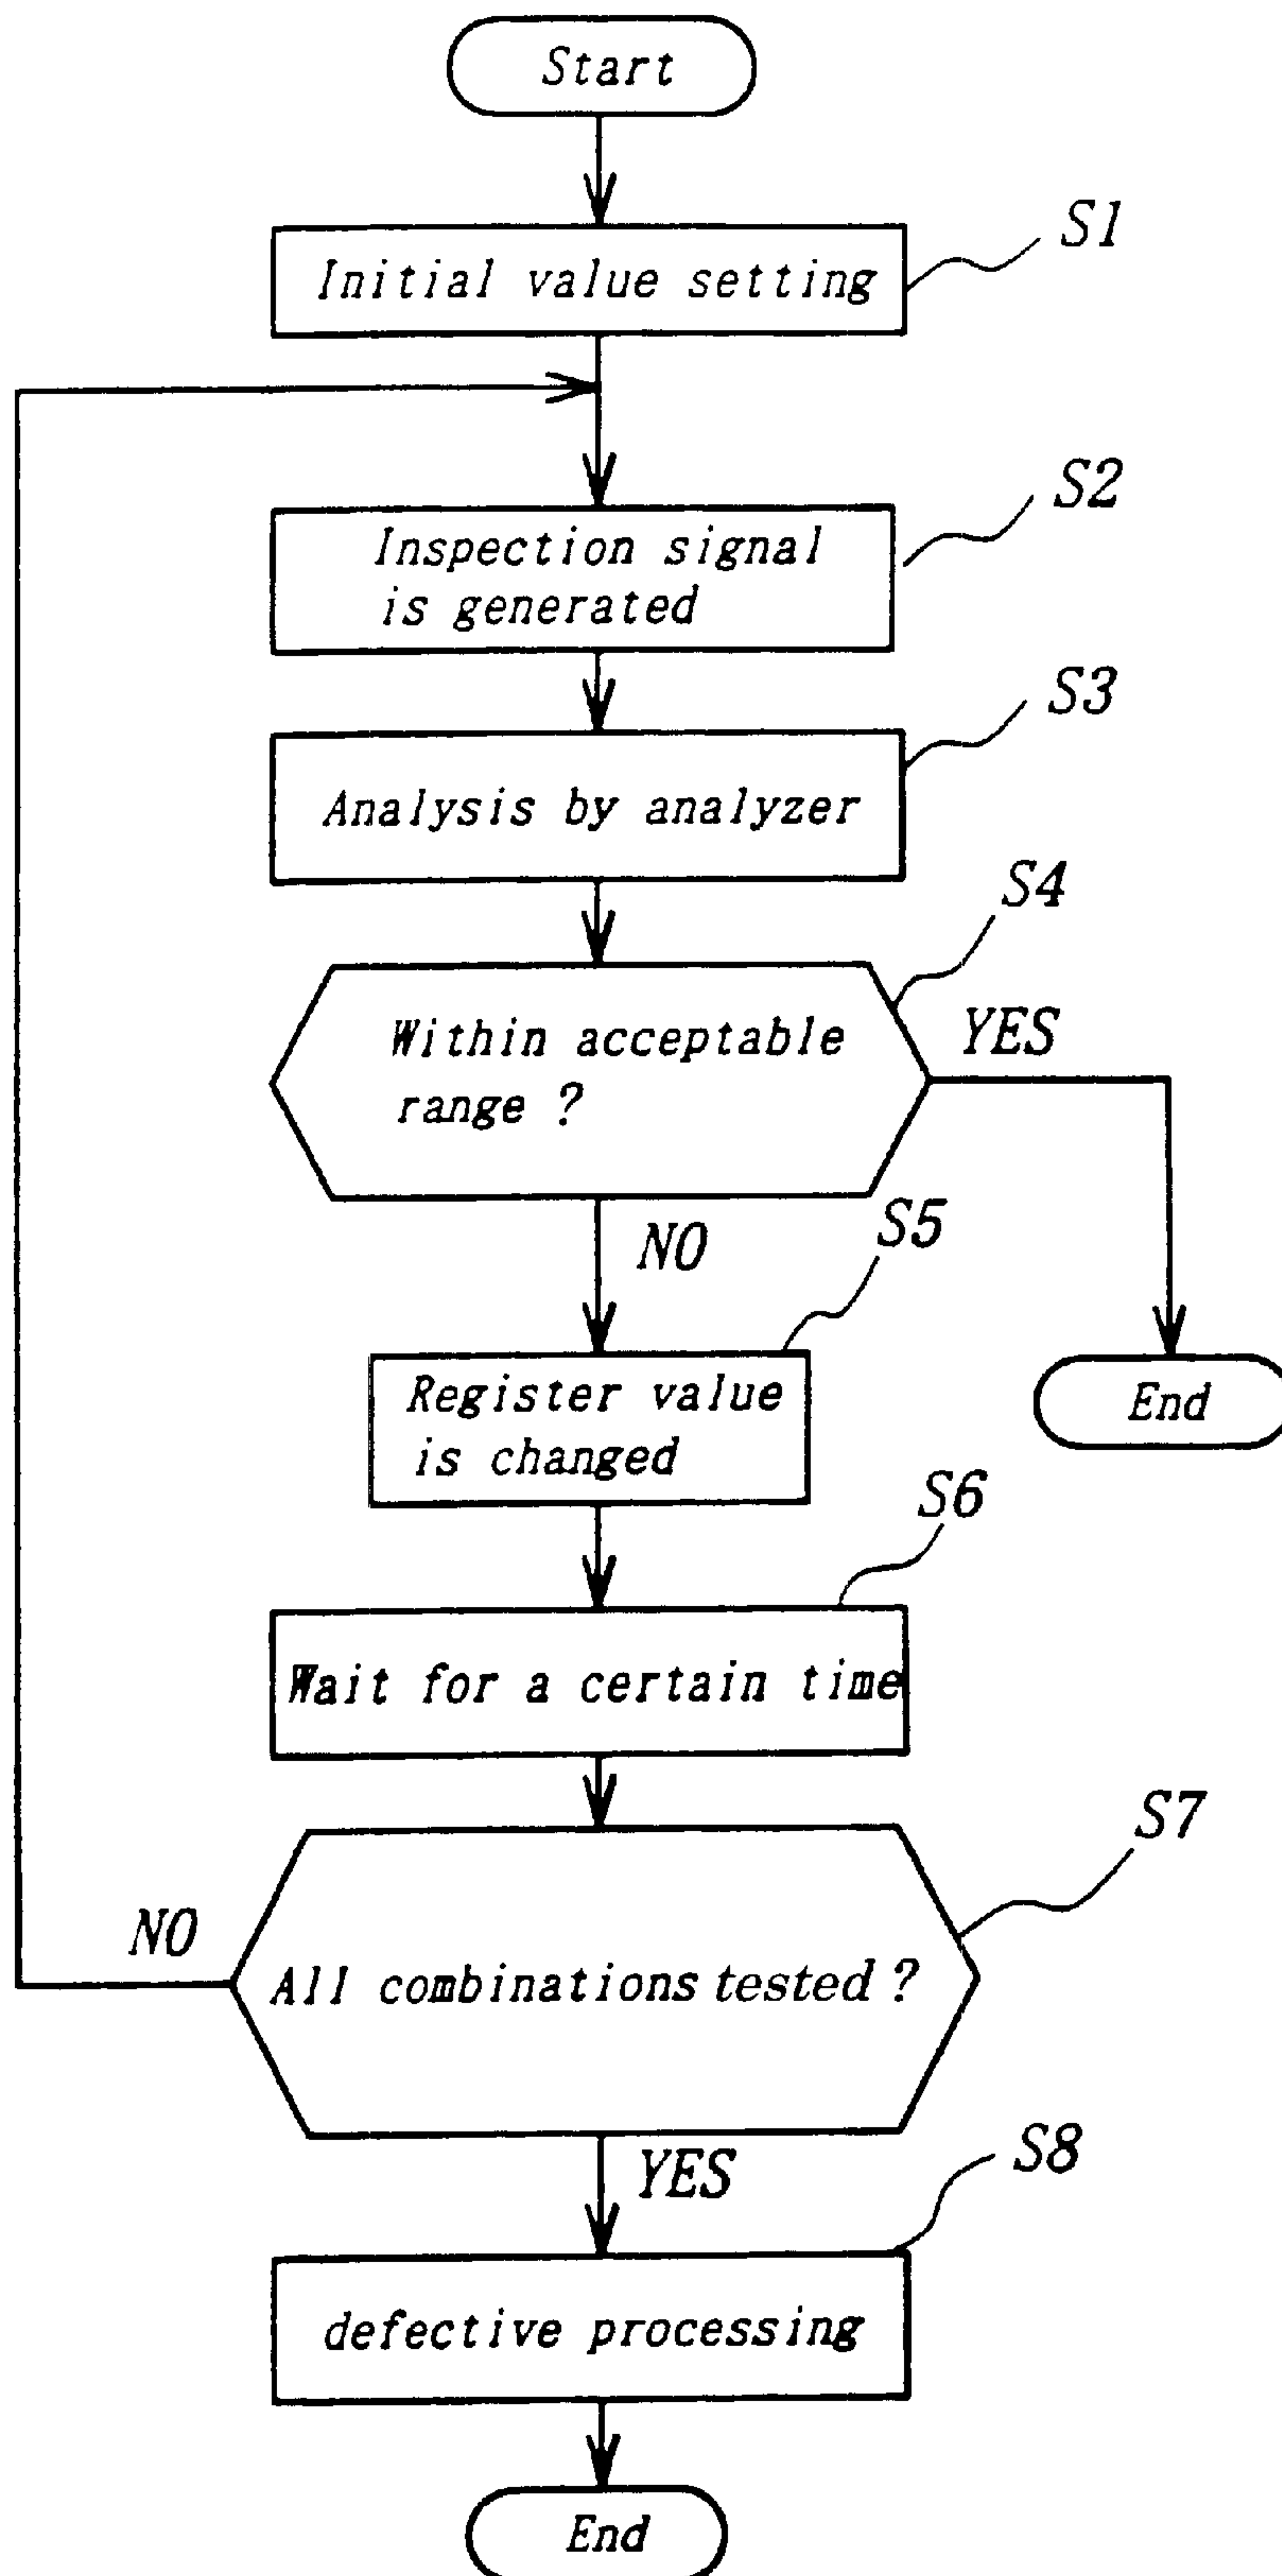 Start
S1
Initial value setting
S2
Inspection signal
is generated
S3
Analysis by analyzer
S4
Within acceptable
range ?
YES
NO
S5
Register value
is changed
End
S6
Wait for a certain time
S7
NO
All combinations tested ?
YES
S8
defective processing
End